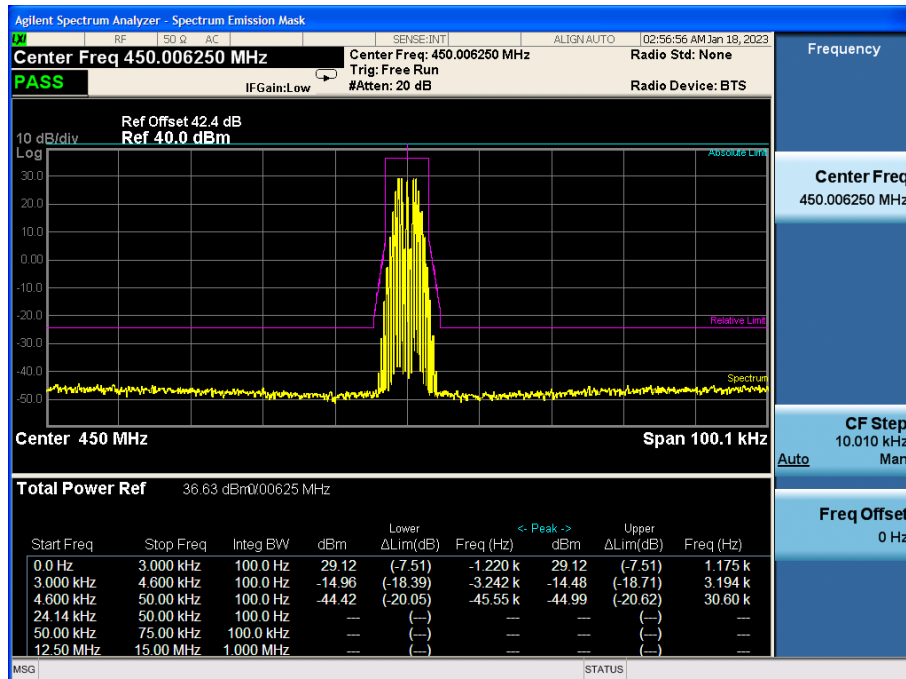 Agilent Spectrum Analyzer - Spectrum Emission Mask
LXI RF 50 Ω AC SENSE:INT ALIGN AUTO 02:56:56 AM Jan 18, 2023
Center Freq 450.006250 MHz
Center Freq: 450.006250 MHz
Radio Std: None
Trig: Free Run
PASS
IFGain:Low
#Atten: 20 dB
Radio Device: BTS
Frequency
Ref Offset 42.4 dB
10 dB/div Ref 40.0 dBm
Log
Absolute Limit
30.0
20.0
10.0
0.00
-10.0
-20.0
Relative Limit
-30.0
-40.0
Spectrum
-50.0
Center 450 MHz
Span 100.1 kHz
Center Freq
450.006250 MHz
CF Step
10.010 kHz
Auto Man
Freq Offset
0 Hz
Total Power Ref 36.63 dBm/0.00625 MHz
Lower <- Peak -> Upper
Start Freq Stop Freq Integ BW dBm ΔLim(dB) Freq (Hz) dBm ΔLim(dB) Freq (Hz)
0.0 Hz 3.000 kHz 100.0 Hz 29.12 (-7.51) -1.220 k 29.12 (-7.51) 1.175 k
3.000 kHz 4.600 kHz 100.0 Hz -14.96 (-18.39) -3.242 k -14.48 (-18.71) 3.194 k
4.600 kHz 50.00 kHz 100.0 Hz -44.42 (-20.05) -45.55 k -44.99 (-20.62) 30.60 k
24.14 kHz 50.00 kHz 100.0 Hz --- (---) --- --- (---) ---
50.00 kHz 75.00 kHz 100.0 kHz --- (---) --- --- (---) ---
12.50 MHz 15.00 MHz 1.000 MHz --- (---) --- --- (---) ---
MSG STATUS